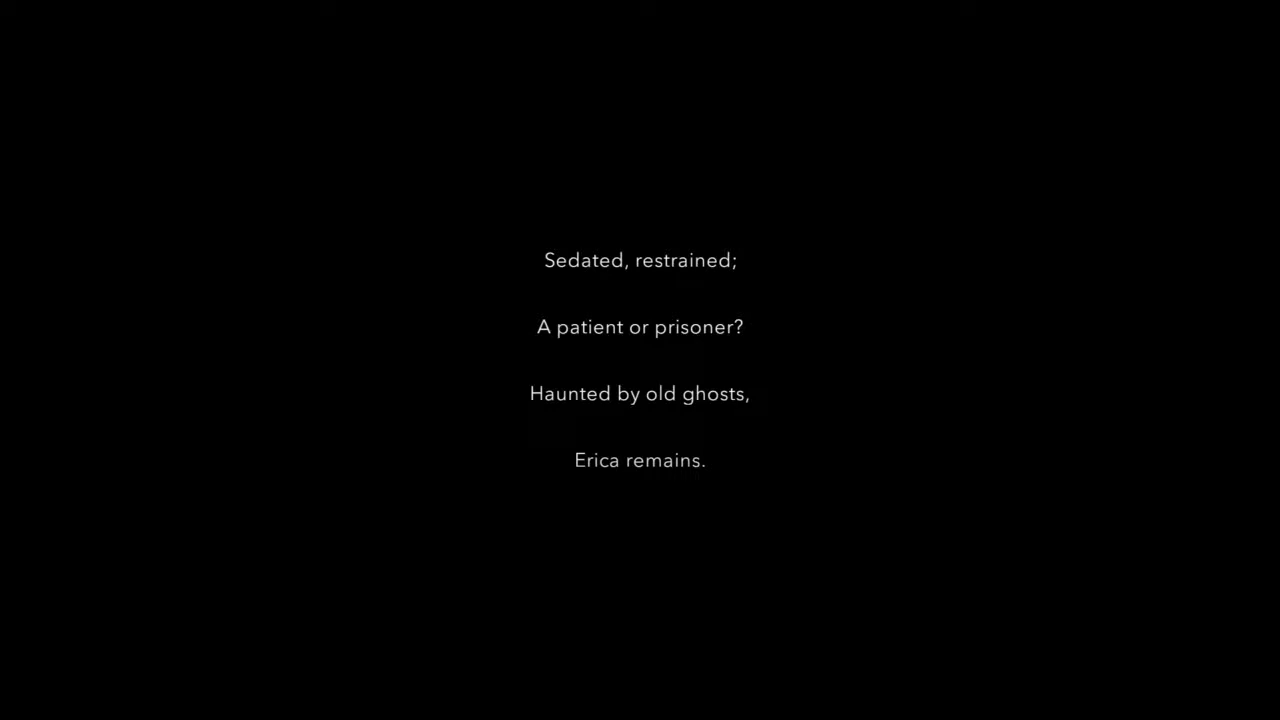 Sedated, restrained;
A patient or prisoner?
Haunted by old ghosts,
Erica remains.